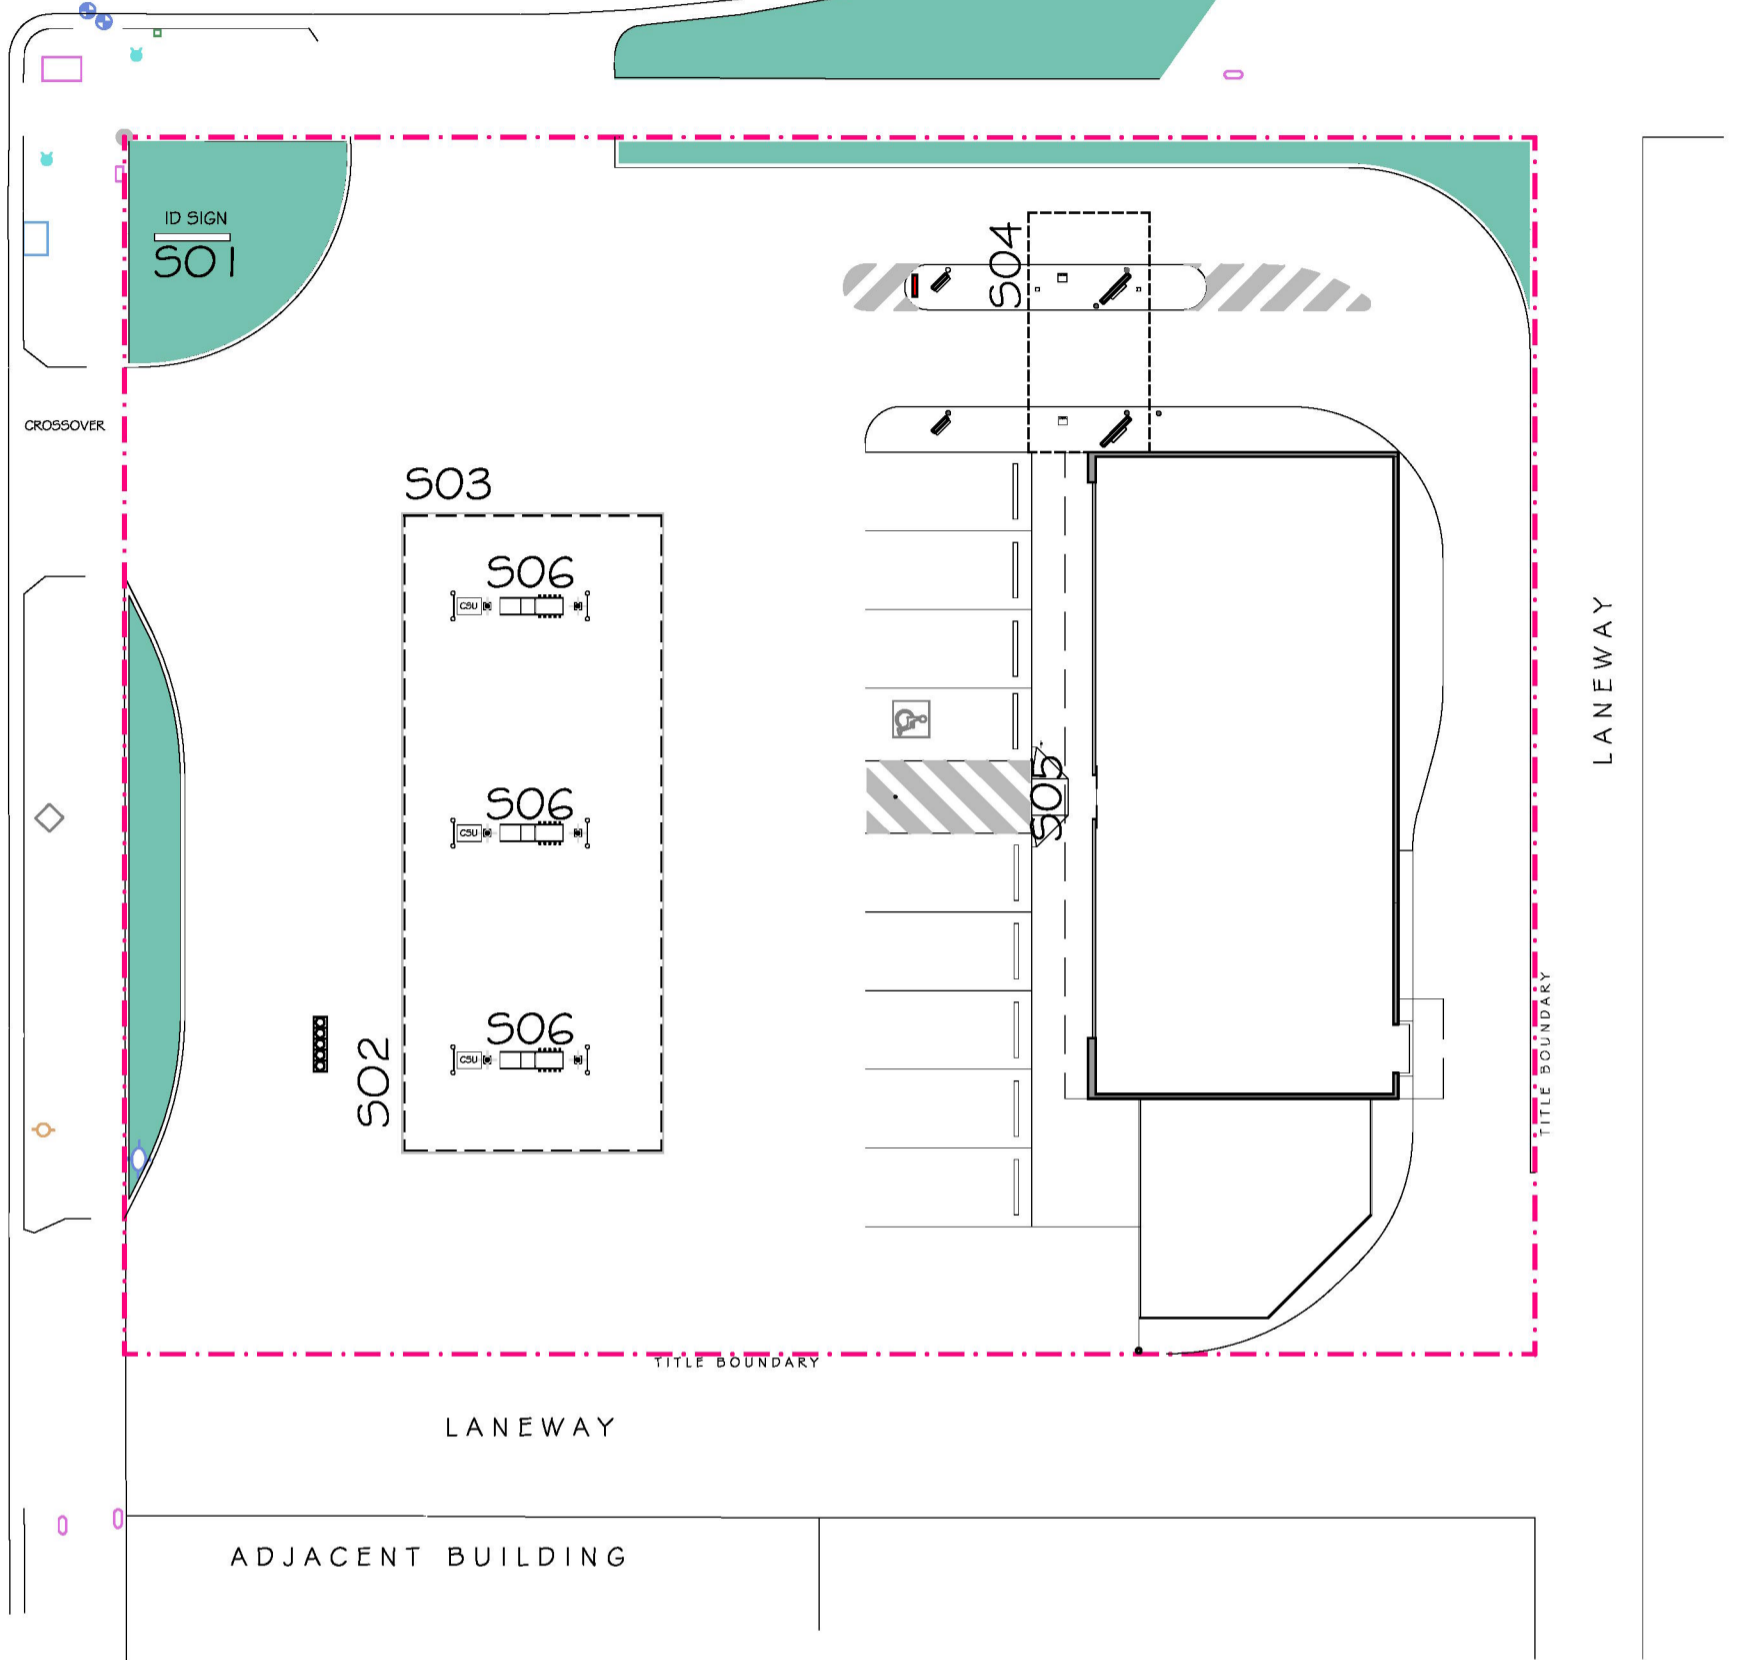 ID SIGN
S01
S04
CROSSOVER
S03
S06
CSU
LANEWAY
S05
S06
CSU
TITLE BOUNDARY
S02
S06
CSU
TITLE BOUNDARY
LANEWAY
ADJACENT BUILDING